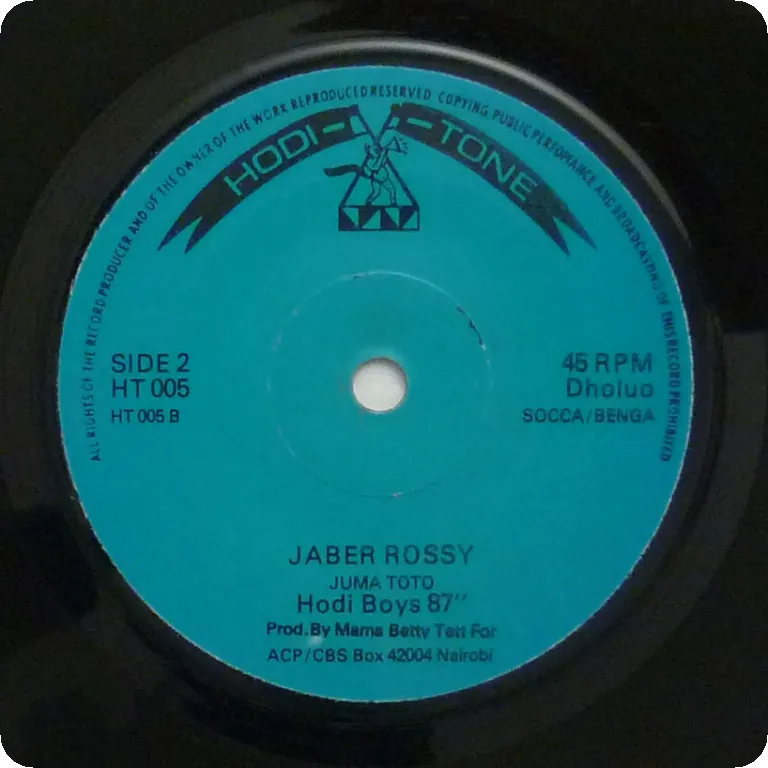 ALL RIGHTS OF THE RECORD PRODUCER AND OF THE OWNER OF THE WORK REPRODUCED RESERVED COPYING, PUBLIC PERFOMANCE AND BROADCASTING OF THIS RECORD PROHIBITED
HODI-TONE
SIDE 2
HT 005
HT 005 B
45 RPM
Dholuo
SOCCA/BENGA
JABER ROSSY
JUMA TOTO
Hodi Boys 87"
Prod. By Mama Betty Tett For
ACP/CBS Box 42004 Nairobi